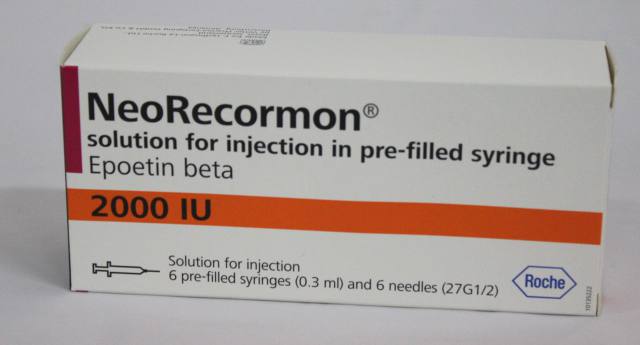 NeoRecormon®
solution for injection in pre-filled syringe
Epoetin beta
2000 IU
Solution for injection
6 pre-filled syringes (0.3 ml) and 6 needles (27G1/2)
Roche
10135222